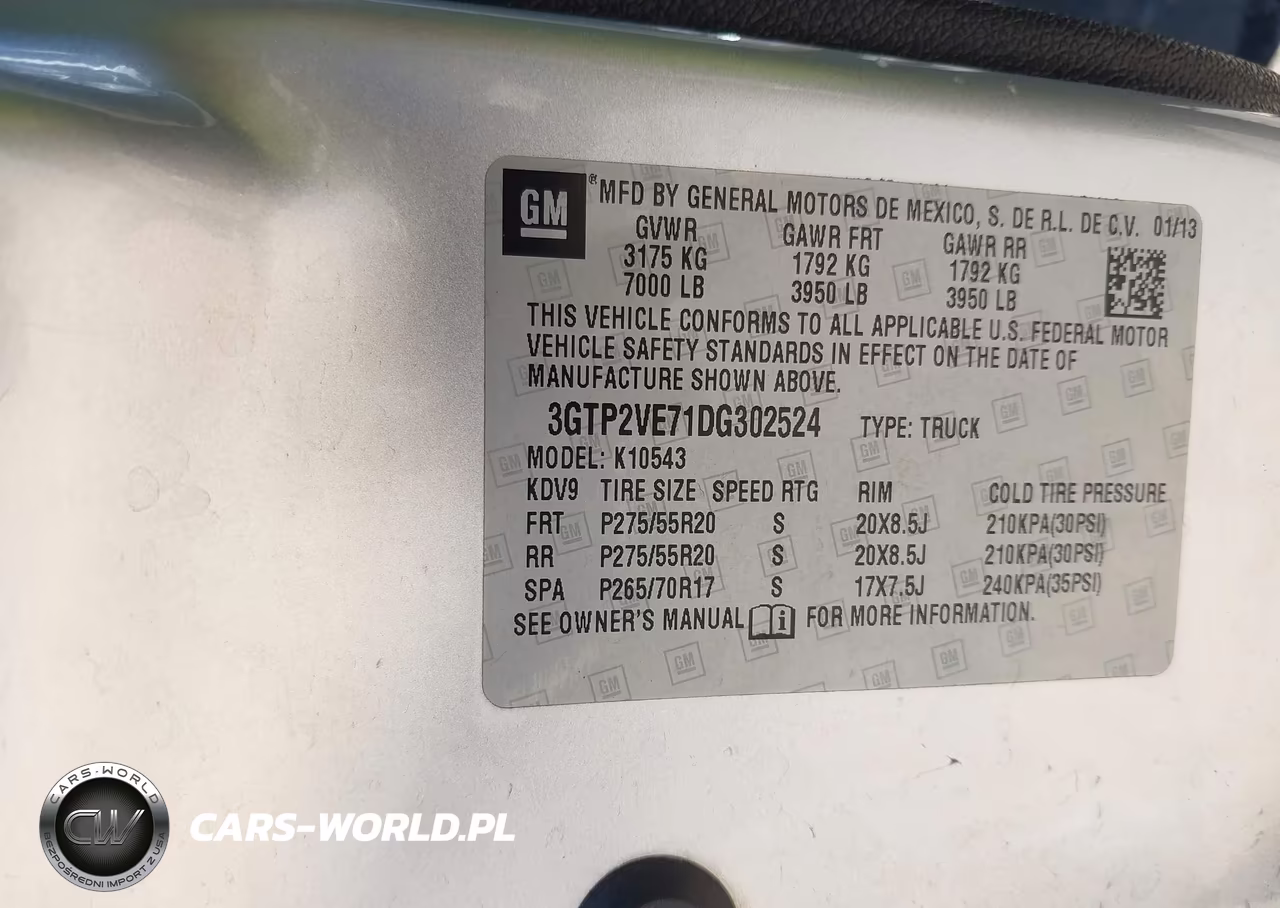 GM ® MFD BY GENERAL MOTORS DE MEXICO, S. DE R.L. DE C.V. 01/13
GVWR GAWR FRT GAWR RR
3175 KG 1792 KG 1792 KG
7000 LB 3950 LB 3950 LB
THIS VEHICLE CONFORMS TO ALL APPLICABLE U.S. FEDERAL MOTOR
VEHICLE SAFETY STANDARDS IN EFFECT ON THE DATE OF
MANUFACTURE SHOWN ABOVE.
3GTP2VE71DG302524 TYPE: TRUCK
MODEL: K10543
KDV9 TIRE SIZE SPEED RTG RIM COLD TIRE PRESSURE
FRT P275/55R20 S 20X8.5J 210KPA(30PSI)
RR P275/55R20 S 20X8.5J 210KPA(30PSI)
SPA P265/70R17 S 17X7.5J 240KPA(35PSI)
SEE OWNER'S MANUAL i FOR MORE INFORMATION.
CARS-WORLD
CW
BEZPOŚREDNI IMPORT Z USA
CARS-WORLD.PL